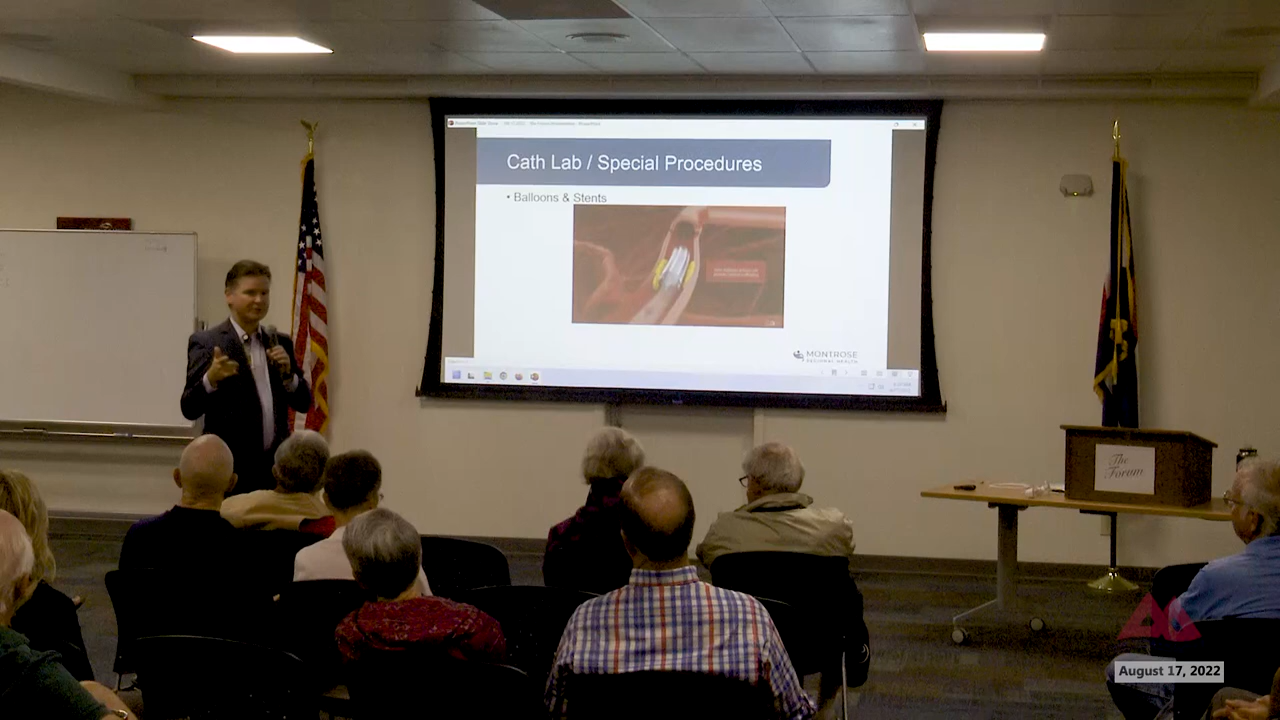 Cath Lab / Special Procedures
• Balloons & Stents
MONTROSE
REGIONAL HEALTH
The
Forum
August 17, 2022